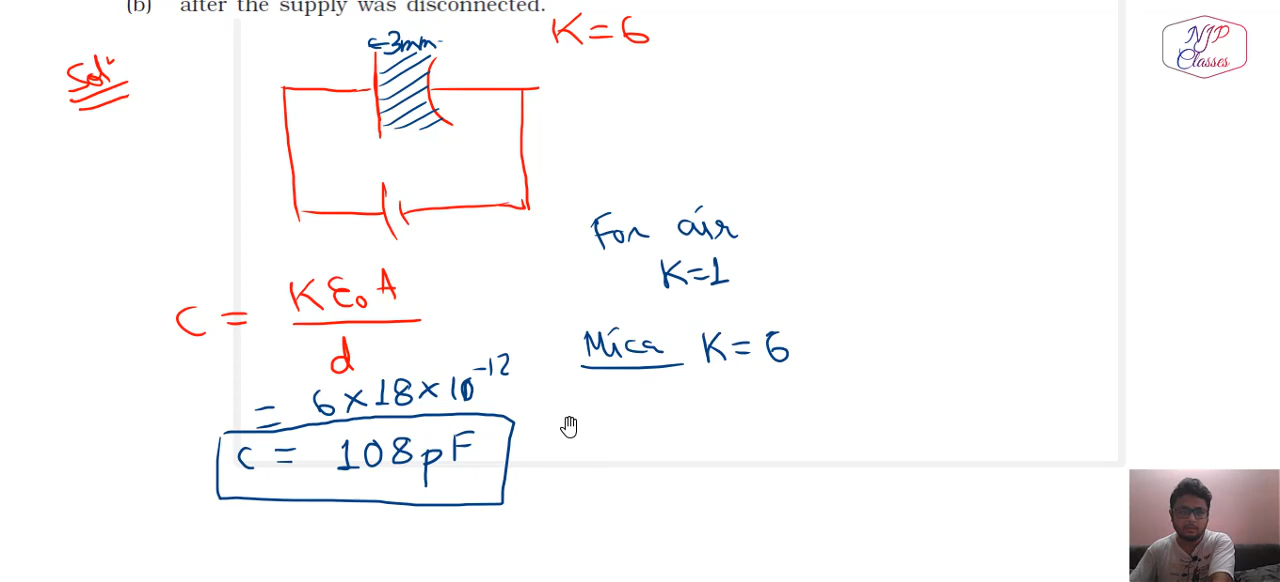 (b) after the supply was disconnected.
K=6
NJP
Classes
Solⁿ
3mm
For air
K=1
C = Kε₀A / d
Mica K=6
= 6×18×10⁻¹²
C = 108pF